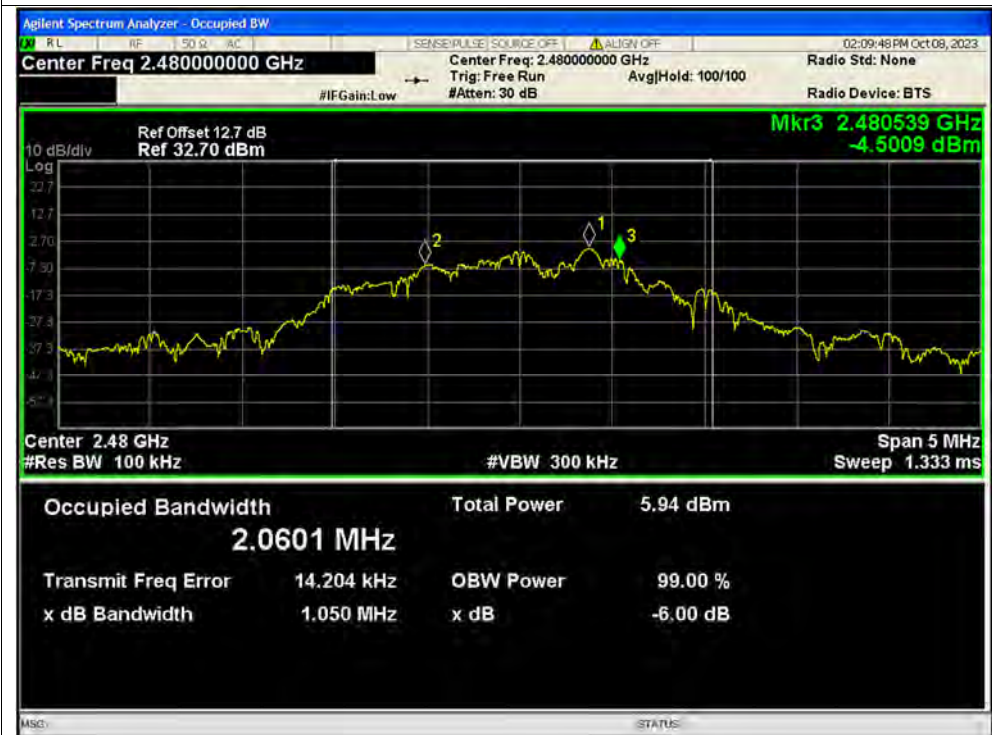 Agilent Spectrum Analyzer - Occupied BW
RL RF 50 Ω AC SENSE:PULSE SOURCE OFF ALIGN OFF 02:09:48 PM Oct 08, 2023
Center Freq 2.480000000 GHz Center Freq: 2.480000000 GHz Radio Std: None
Trig: Free Run Avg|Hold: 100/100
#IFGain:Low #Atten: 30 dB Radio Device: BTS
Mkr3 2.480539 GHz
Ref Offset 12.7 dB -4.5009 dBm
10 dB/div Ref 32.70 dBm
Log
22.7
12.7
2.70
-7.30
-17.3
-27.3
-37.3
-47.3
1
2
3
Center 2.48 GHz Span 5 MHz
#Res BW 100 kHz #VBW 300 kHz Sweep 1.333 ms
Occupied Bandwidth Total Power 5.94 dBm
2.0601 MHz
Transmit Freq Error 14.204 kHz OBW Power 99.00 %
x dB Bandwidth 1.050 MHz x dB -6.00 dB
MSG STATUS